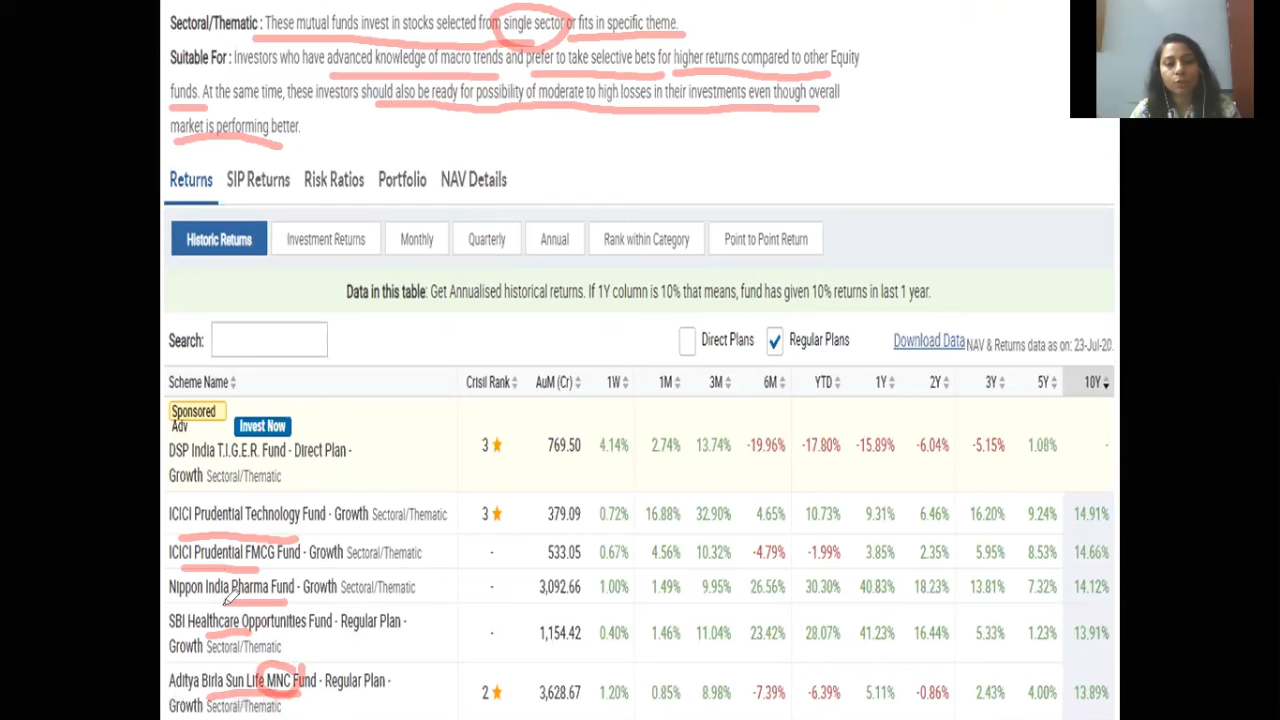 Sectoral/Thematic : These mutual funds invest in stocks selected from single sector or fits in specific theme.
Suitable For : Investors who have advanced knowledge of macro trends and prefer to take selective bets for higher returns compared to other Equity
funds. At the same time, these investors should also be ready for possibility of moderate to high losses in their investments even though overall
market is performing better.
Returns SIP Returns Risk Ratios Portfolio NAV Details
Historic Returns Investment Returns Monthly Quarterly Annual Rank within Category Point to Point Return
Data in this table: Get Annualised historical returns. If 1Y column is 10% that means, fund has given 10% returns in last 1 year.
Search: Direct Plans Regular Plans Download Data NAV & Returns data as on: 23-Jul-20.
Scheme Name Crisil Rank AuM (Cr) 1W 1M 3M 6M YTD 1Y 2Y 3Y 5Y 10Y
Sponsored
Adv Invest Now
DSP India T.I.G.E.R. Fund - Direct Plan -
Growth Sectoral/Thematic
3 769.50 4.14% 2.74% 13.74% -19.96% -17.80% -15.89% -6.04% -5.15% 1.08% -
ICICI Prudential Technology Fund - Growth Sectoral/Thematic 3 379.09 0.72% 16.88% 32.90% 4.65% 10.73% 9.31% 6.46% 16.20% 9.24% 14.91%
ICICI Prudential FMCG Fund - Growth Sectoral/Thematic - 533.05 0.67% 4.56% 10.32% -4.79% -1.99% 3.85% 2.35% 5.95% 8.53% 14.66%
Nippon India Pharma Fund - Growth Sectoral/Thematic - 3,092.66 1.00% 1.49% 9.95% 26.56% 30.30% 40.83% 18.23% 13.81% 7.32% 14.12%
SBI Healthcare Opportunities Fund - Regular Plan -
Growth Sectoral/Thematic
- 1,154.42 0.40% 1.46% 11.04% 23.42% 28.07% 41.23% 16.44% 5.33% 1.23% 13.91%
Aditya Birla Sun Life MNC Fund - Regular Plan -
Growth Sectoral/Thematic
2 3,628.67 1.20% 0.85% 8.98% -7.39% -6.39% 5.11% -0.86% 2.43% 4.00% 13.89%